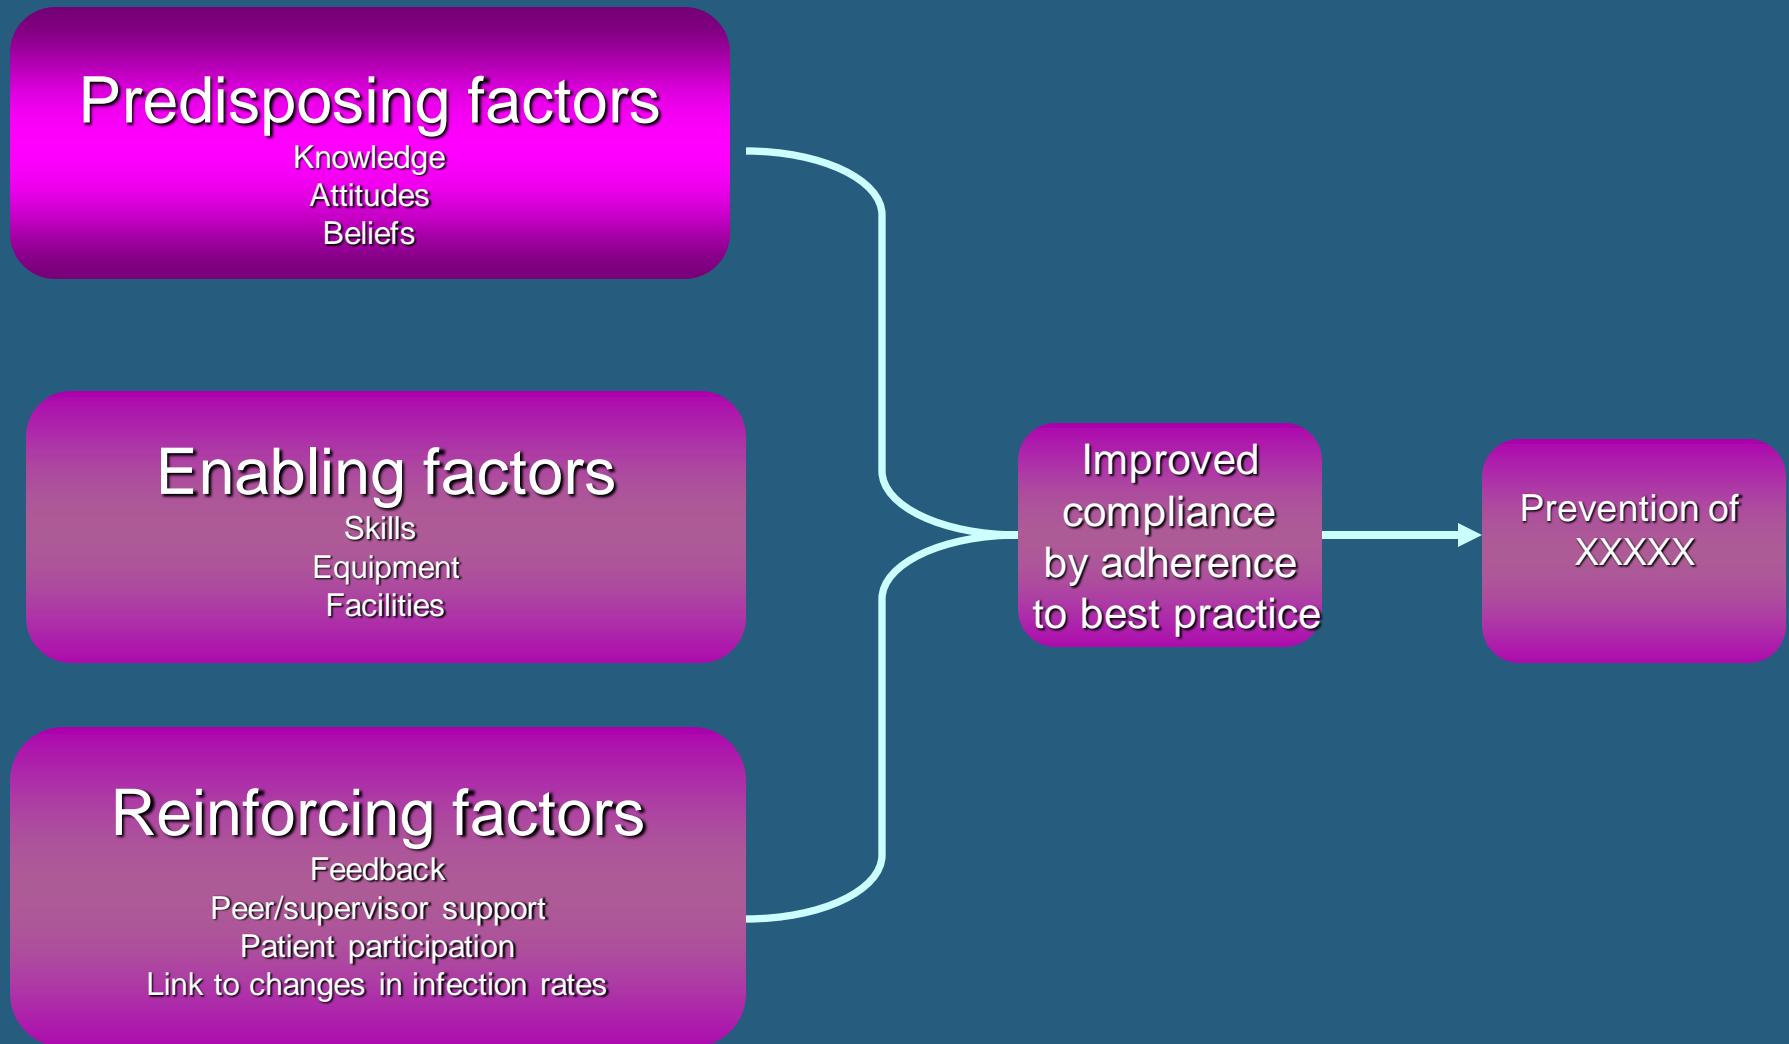 Predisposing factors
Knowledge
Attitudes
Beliefs
Enabling factors
Skills
Equipment
Facilities
Reinforcing factors
Feedback
Peer/supervisor support
Patient participation
Link to changes in infection rates
Improved
compliance
by adherence
to best practice
Prevention of
XXXXX